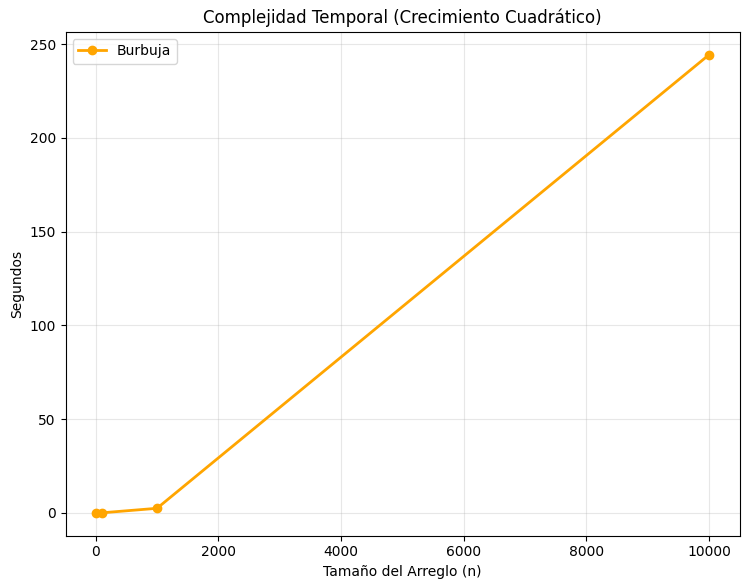 Complejidad Temporal (Crecimiento Cuadrático)
Burbuja
250
200
150
100
50
0
Segundos
0 2000 4000 6000 8000 10000
Tamaño del Arreglo (n)